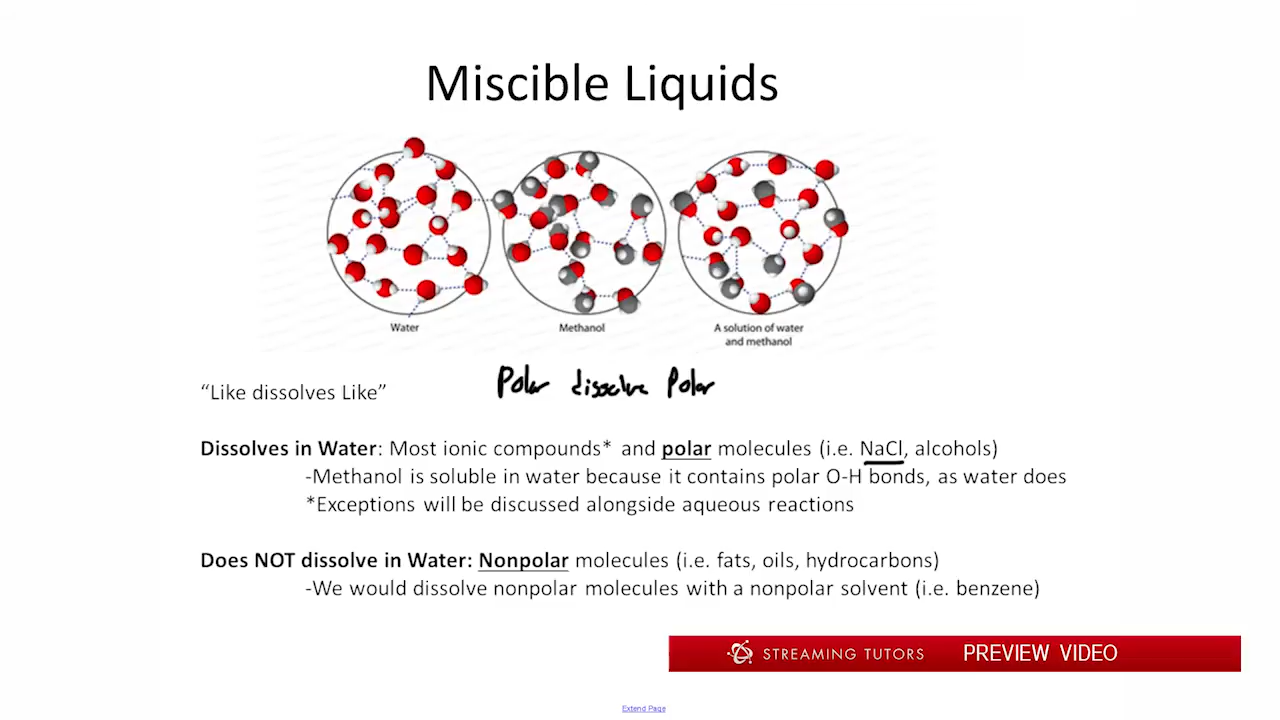 Miscible Liquids
Water
Methanol
A solution of water
and methanol
Polar dissolve Polar
“Like dissolves Like”
Dissolves in Water: Most ionic compounds* and polar molecules (i.e. NaCl, alcohols)
-Methanol is soluble in water because it contains polar O-H bonds, as water does
*Exceptions will be discussed alongside aqueous reactions
Does NOT dissolve in Water: Nonpolar molecules (i.e. fats, oils, hydrocarbons)
-We would dissolve nonpolar molecules with a nonpolar solvent (i.e. benzene)
STREAMING TUTORS PREVIEW VIDEO
Extend Page